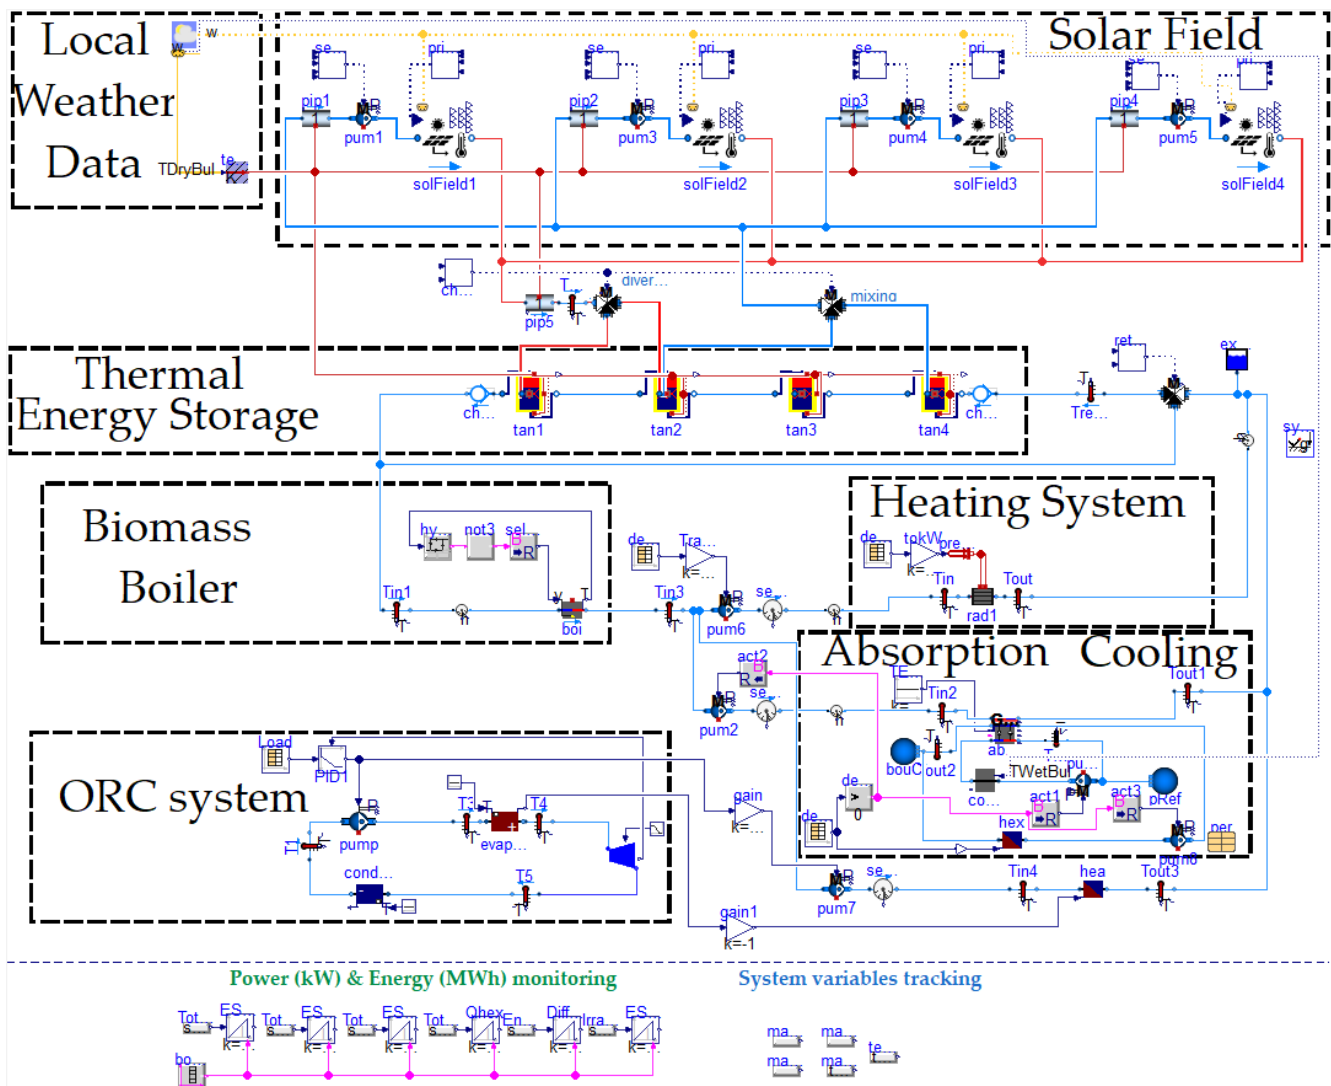 Local
Weather
Data
w
w
TDryBul
te
Solar Field
se
pri
se
pri
se
pri
se
pri
pip1
pum1
pip2
pum3
pip3
pum4
pip4
pum5
solField1
solField2
solField3
solField4
ch...
T...
diver...
mixing
pip5
Thermal
Energy Storage
ch...
tan1
tan2
tan3
tan4
ch...
Tre...
ret
ex
sy...
Biomass
Boiler
hy...
not3
sel...
Tin1
boi
de...
Tra...
k=...
Tin3
pum6
se...
Heating System
de...
tokW
pre...
k=...
Tin
Tout
rad1
act2
pum2
se...
Absorption Cooling
TE...
k=...
Tin2
Tout1
ab
bouC
out2
TWetBul
co...
pu...
pRef
de...
0
act1
act3
de...
hex
pum8
per
ORC system
Load
PID1
T1
pump
T3
T4
evap...
cond...
T5
gain
k=...
pum7
se...
Tin4
hea
Tout3
gain1
k=-1
Power (kW) & Energy (MWh) monitoring
System variables tracking
Tot...
ES...
k=...
Tot...
ES...
k=...
Tot...
ES...
k=...
Tot...
Qhex
k=...
En...
Diff...
k=...
Irra...
ES...
k=...
bo...
ma...
ma...
te...
ma...
ma...